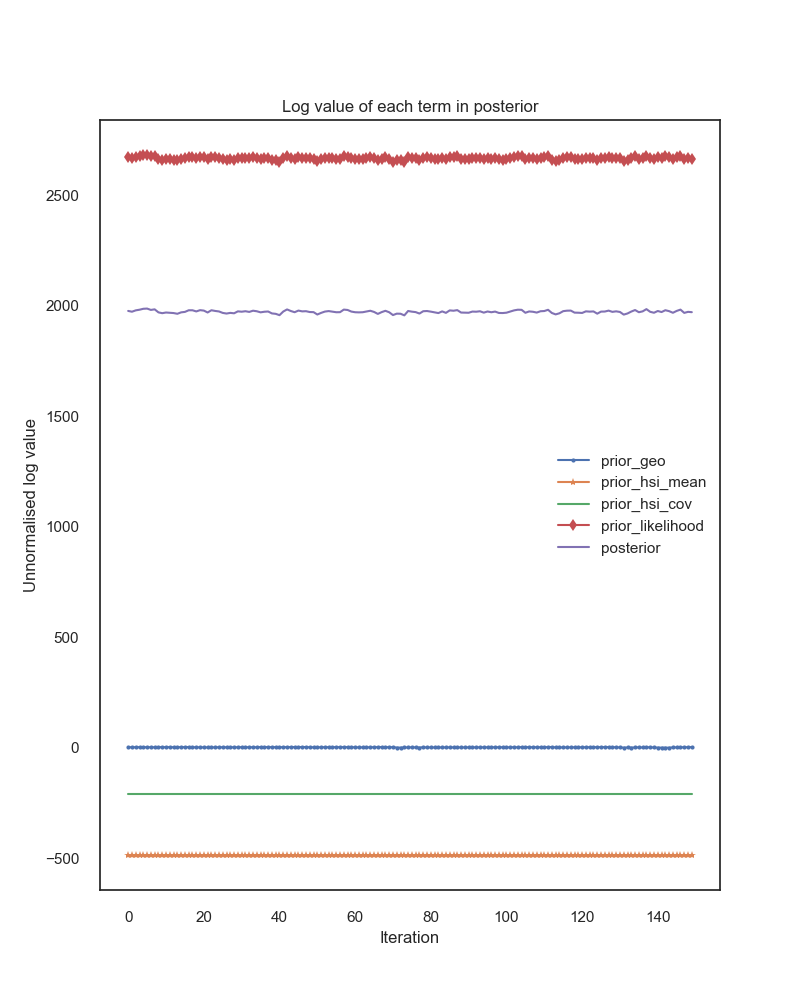 Log value of each term in posterior
Unnormalised log value
2500
2000
1500
1000
500
0
−500
prior_geo
prior_hsi_mean
prior_hsi_cov
prior_likelihood
posterior
0 20 40 60 80 100 120 140
Iteration